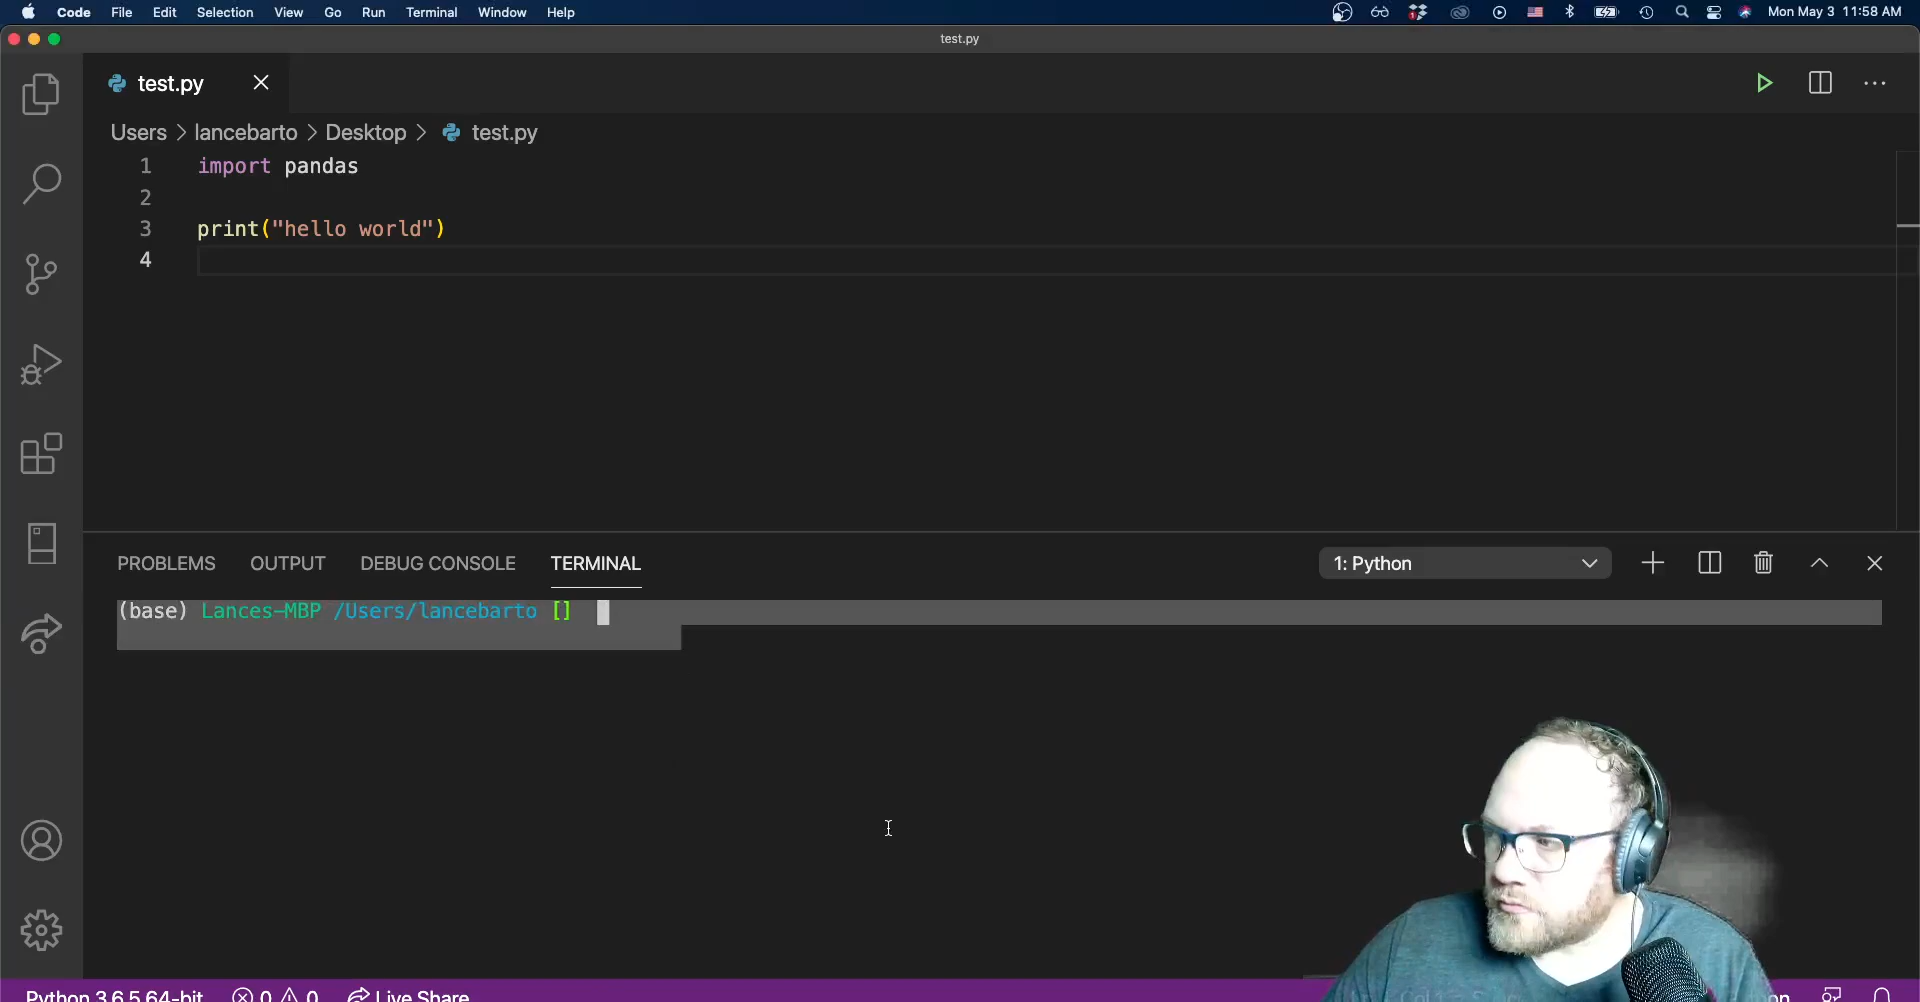 Code File Edit Selection View Go Run Terminal Window Help
Mon May 3 11:58 AM
test.py
test.py
Users > lancebarto > Desktop > test.py
1 import pandas
2
3 print("hello world")
4
PROBLEMS OUTPUT DEBUG CONSOLE TERMINAL 1: Python
(base) Lances-MBP /Users/lancebarto []
Python 3.6.5 64-bit 0 0 Live Share